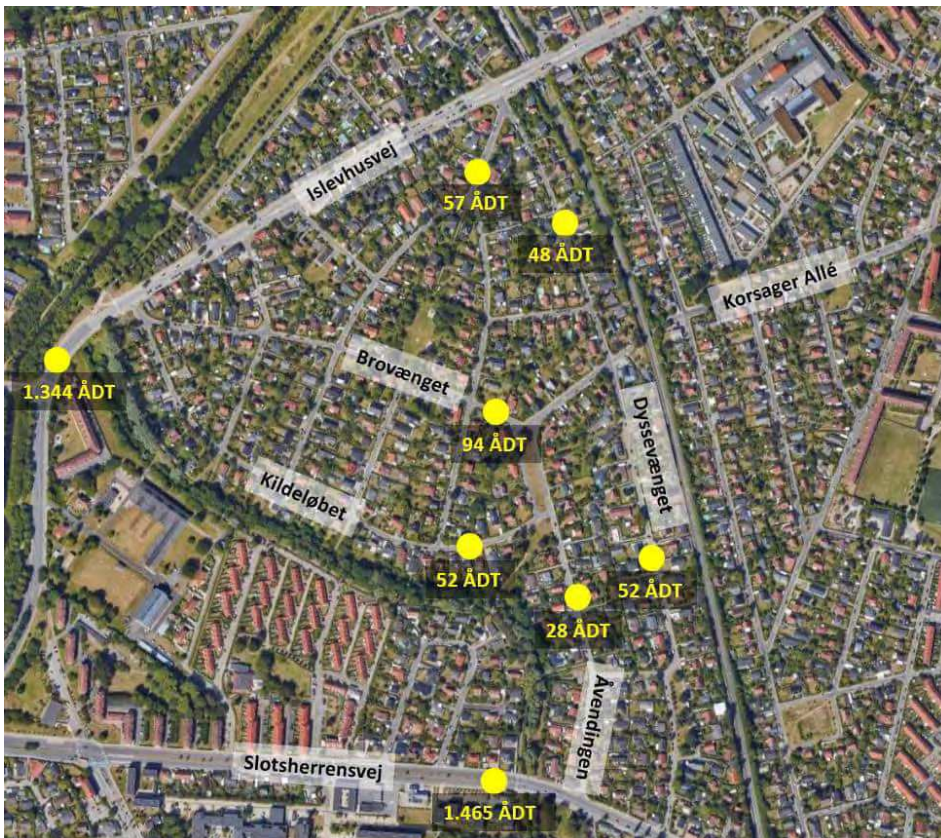 Islevhusvej
57 ÅDT
48 ÅDT
Korsager Allé
1.344 ÅDT
Brovænget
94 ÅDT
Dyssevænget
Kildeløbet
52 ÅDT
52 ÅDT
28 ÅDT
Åvendingen
Slotsherrensvej
1.465 ÅDT